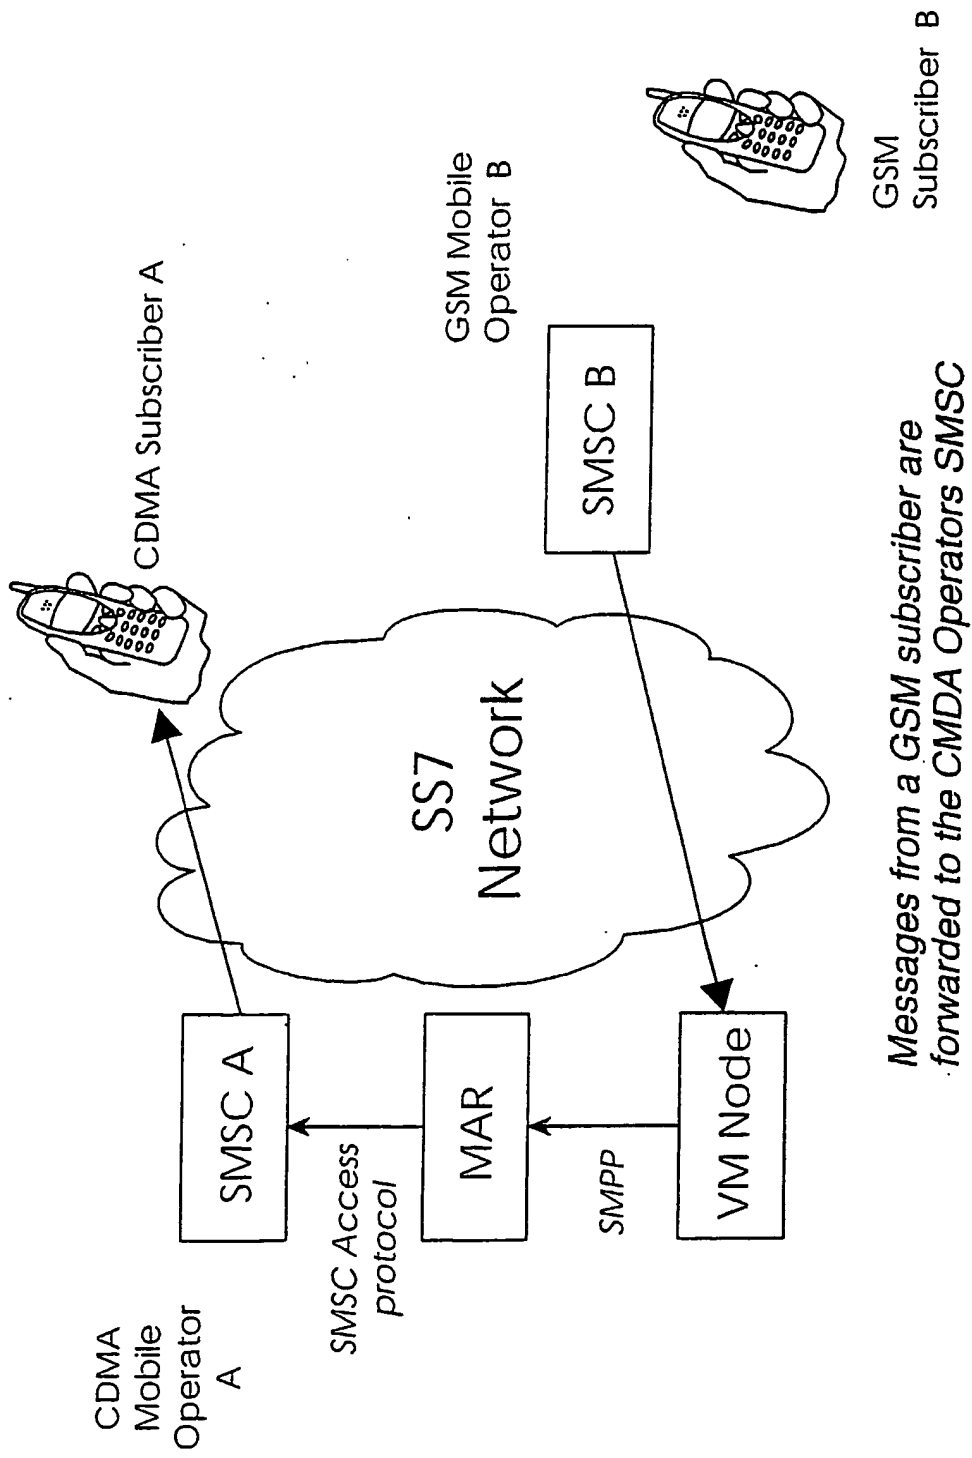 CDMA
Mobile
Operator
A
SMSC A
CDMA Subscriber A
SMSC Access
protocol
MAR
SS7
Network
GSM Mobile
Operator B
SMPP
SMSC B
VM Node
GSM
Subscriber B
Messages from a GSM subscriber are
forwarded to the CMDA Operators SMSC